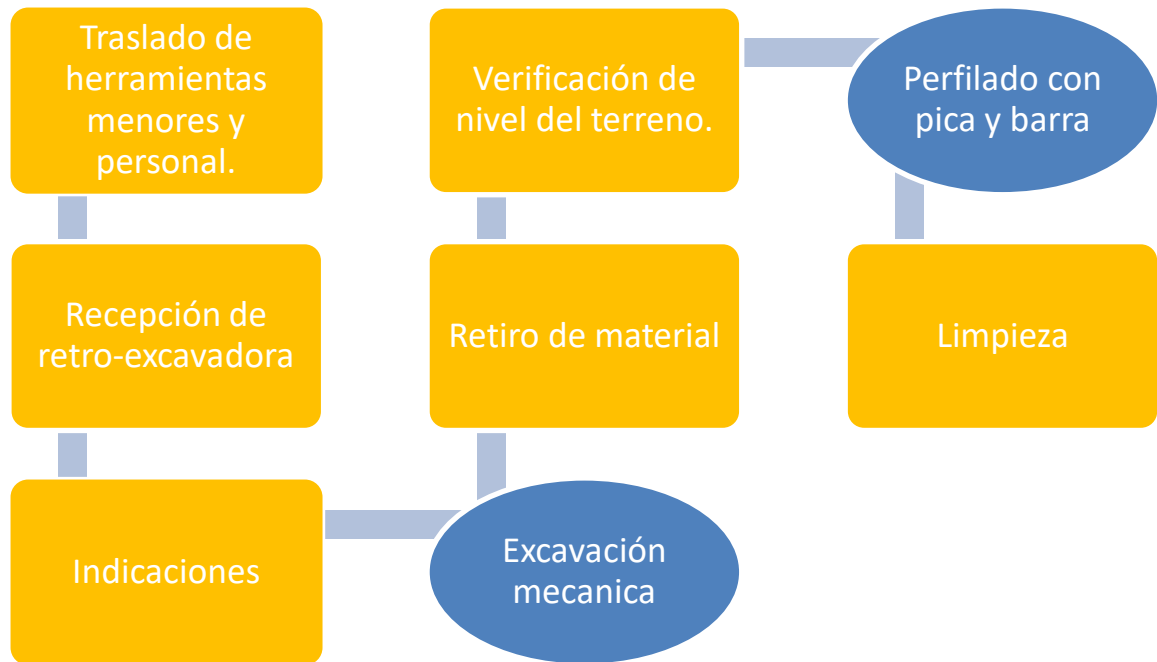 Traslado de
herramientas
menores y
personal.
Recepción de
retro-excavadora
Indicaciones
Excavación
mecanica
Retiro de material
Verificación de
nivel del terreno.
Perfilado con
pica y barra
Limpieza